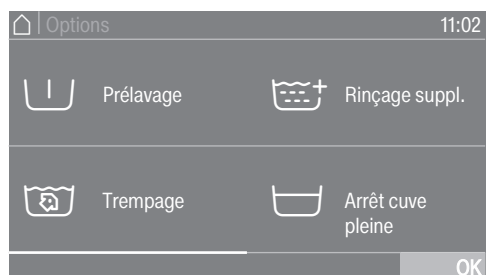 Options
11:02
Prélavage
Rinçage suppl.
Trempage
Arrêt cuve
pleine
OK